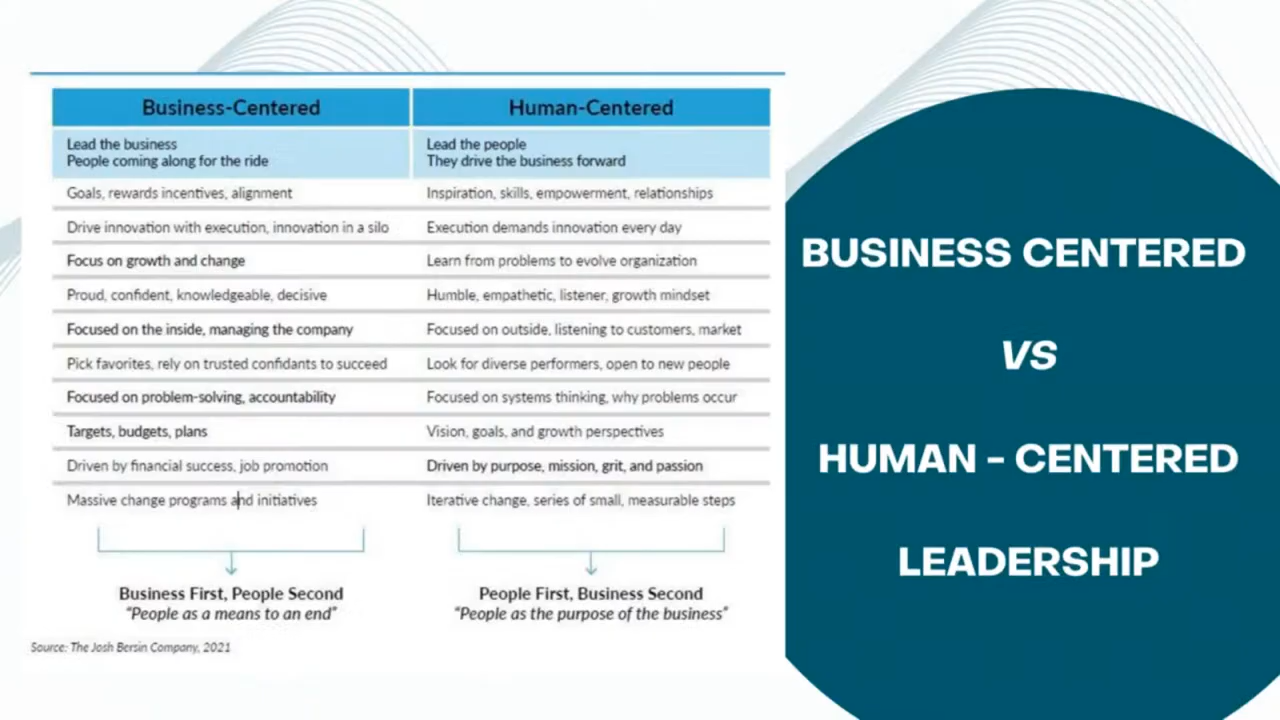 Business-Centered
Human-Centered
Lead the business
People coming along for the ride
Lead the people
They drive the business forward
Goals, rewards incentives, alignment
Inspiration, skills, empowerment, relationships
Drive innovation with execution, innovation in a silo
Execution demands innovation every day
Focus on growth and change
Learn from problems to evolve organization
Proud, confident, knowledgeable, decisive
Humble, empathetic, listener, growth mindset
Focused on the inside, managing the company
Focused on outside, listening to customers, market
Pick favorites, rely on trusted confidants to succeed
Look for diverse performers, open to new people
Focused on problem-solving, accountability
Focused on systems thinking, why problems occur
Targets, budgets, plans
Vision, goals, and growth perspectives
Driven by financial success, job promotion
Driven by purpose, mission, grit, and passion
Massive change programs and initiatives
Iterative change, series of small, measurable steps
Business First, People Second
"People as a means to an end"
People First, Business Second
"People as the purpose of the business"
Source: The Josh Bersin Company, 2021
BUSINESS CENTERED
VS
HUMAN - CENTERED
LEADERSHIP